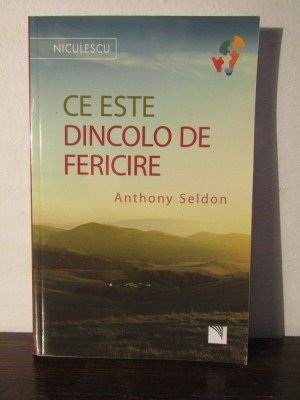 NICULESCU
CE ESTE
DINCOLO DE
FERICIRE
Anthony Seldon